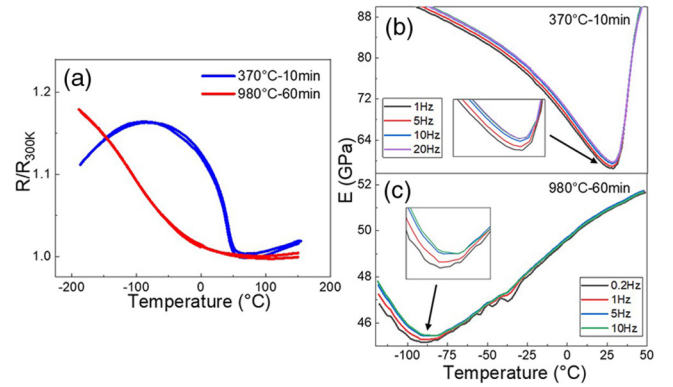 (a)
370°C-10min
980°C-60min
1.2
1.1
1.0
R/R300K
-200 -100 0 100 200
Temperature (°C)
(b)
370°C-10min
88
80
72
64
1Hz
5Hz
10Hz
20Hz
E (GPa)
(c)
980°C-60min
52
50
48
46
0.2Hz
1Hz
5Hz
10Hz
-100 -75 -50 -25 0 25 50
Temperature (°C)